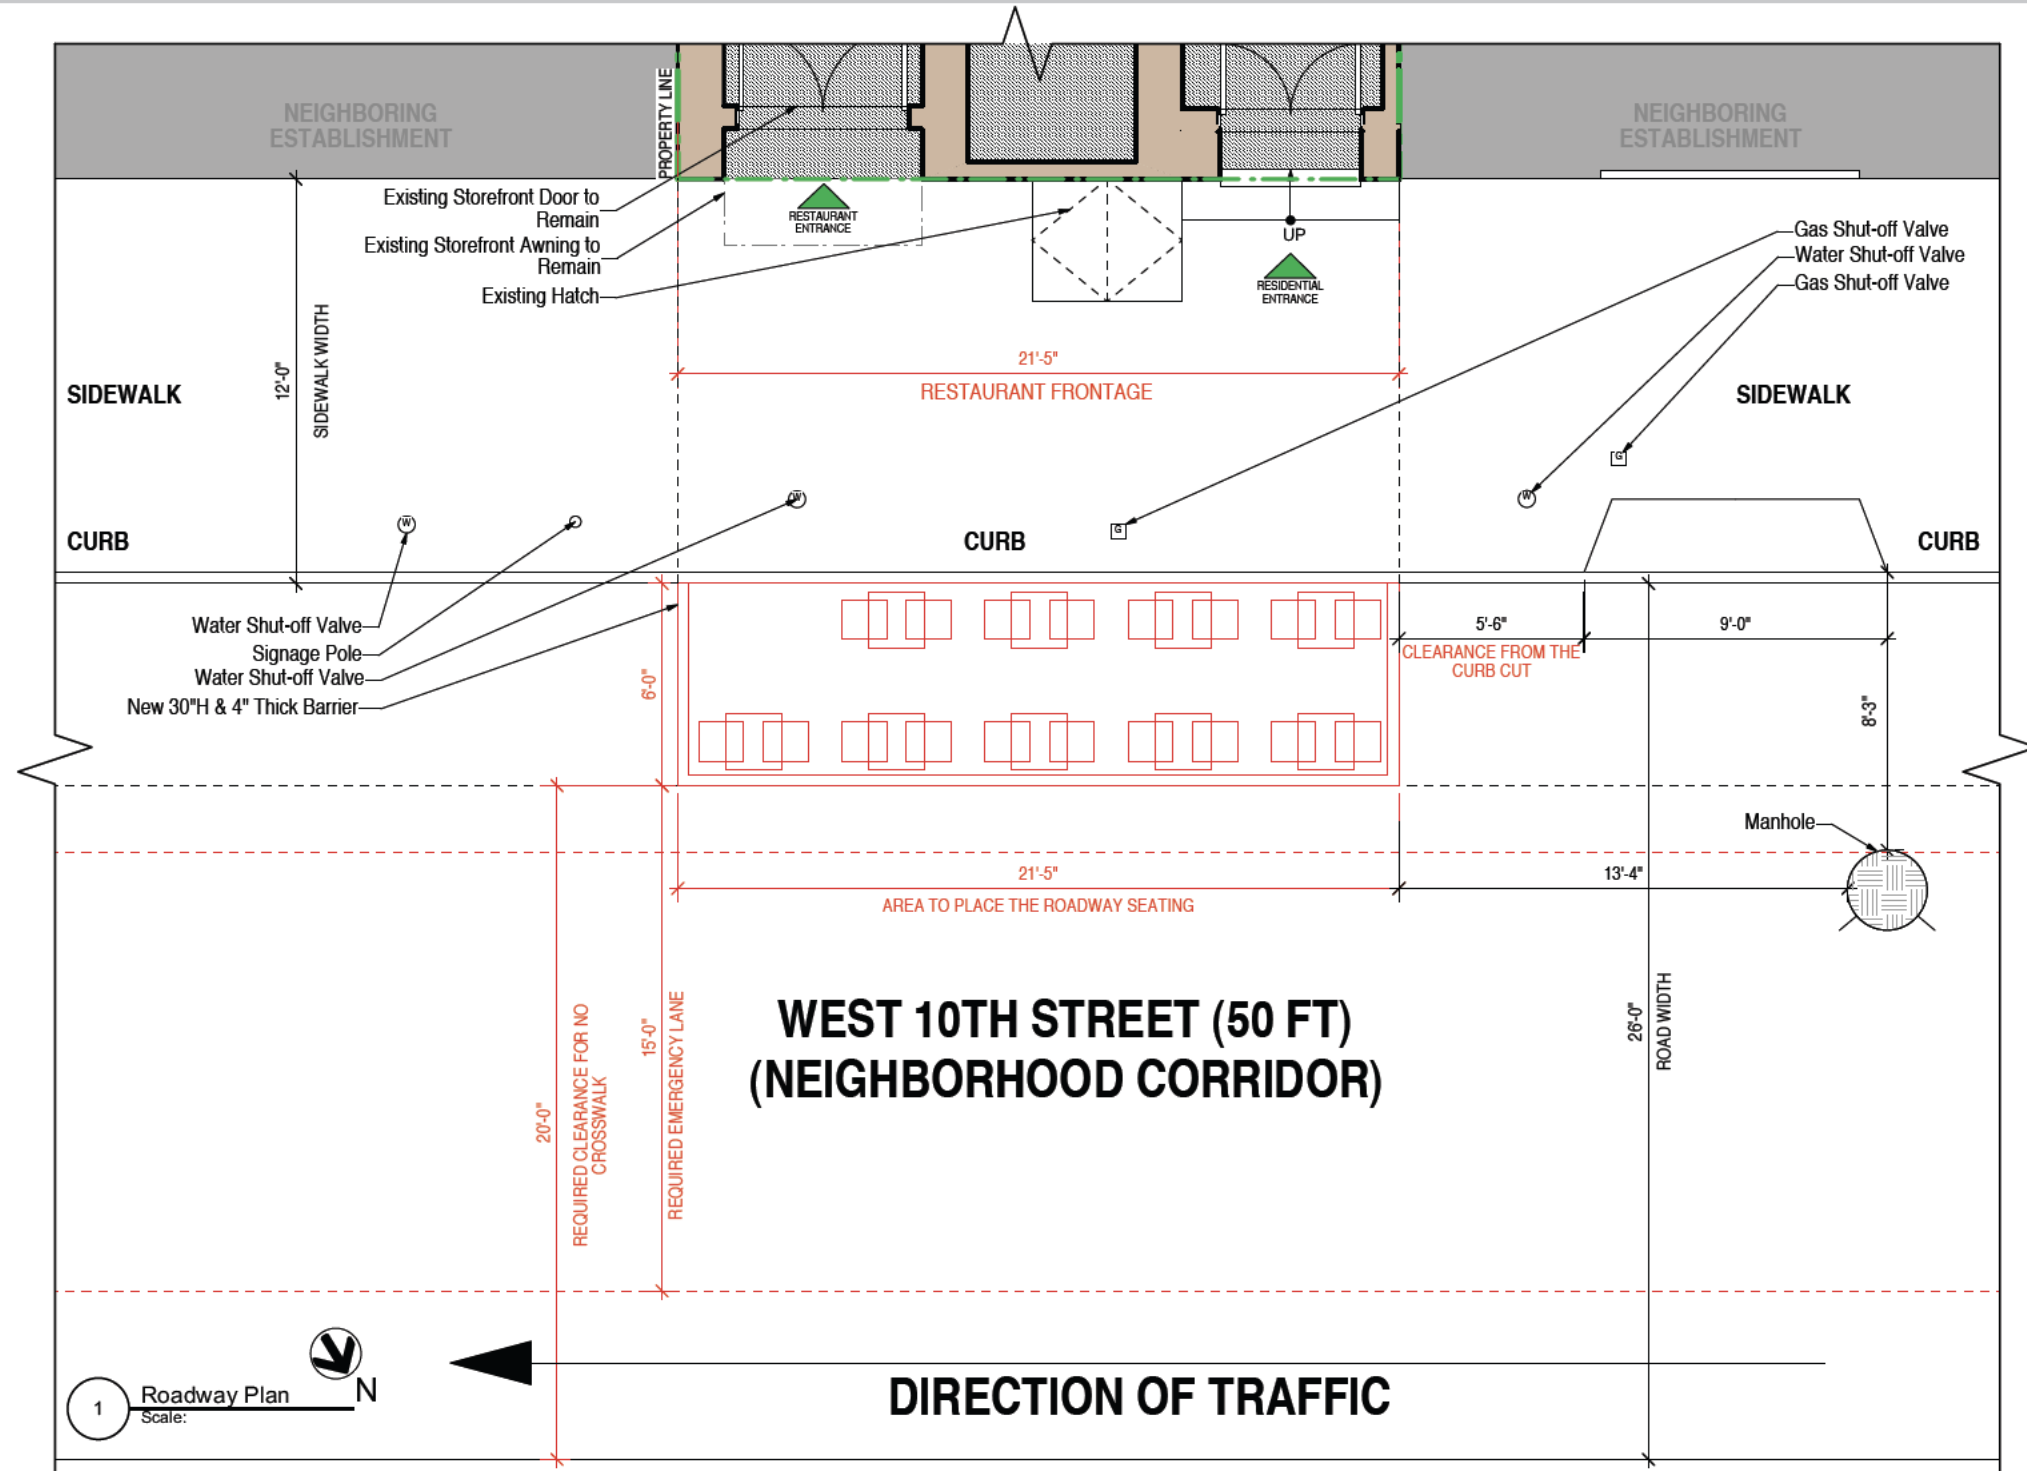 NEIGHBORING
ESTABLISHMENT
PROPERTY LINE
NEIGHBORING
ESTABLISHMENT
Existing Storefront Door to
Remain
Existing Storefront Awning to
Remain
Existing Hatch
RESTAURANT
ENTRANCE
UP
RESIDENTIAL
ENTRANCE
Gas Shut-off Valve
Water Shut-off Valve
Gas Shut-off Valve
12'-0"
SIDEWALK WIDTH
21'-5"
RESTAURANT FRONTAGE
SIDEWALK
SIDEWALK
G
W
W
W
G
CURB
CURB
CURB
Water Shut-off Valve
Signage Pole
Water Shut-off Valve
New 30"H & 4" Thick Barrier
6'-0"
5'-6"
CLEARANCE FROM THE
CURB CUT
9'-0"
8'-3"
Manhole
21'-5"
AREA TO PLACE THE ROADWAY SEATING
13'-4"
20'-0"
REQUIRED CLEARANCE FOR NO
CROSSWALK
15'-0"
REQUIRED EMERGENCY LANE
WEST 10TH STREET (50 FT)
(NEIGHBORHOOD CORRIDOR)
26'-0"
ROAD WIDTH
N
1
Roadway Plan
Scale:
DIRECTION OF TRAFFIC